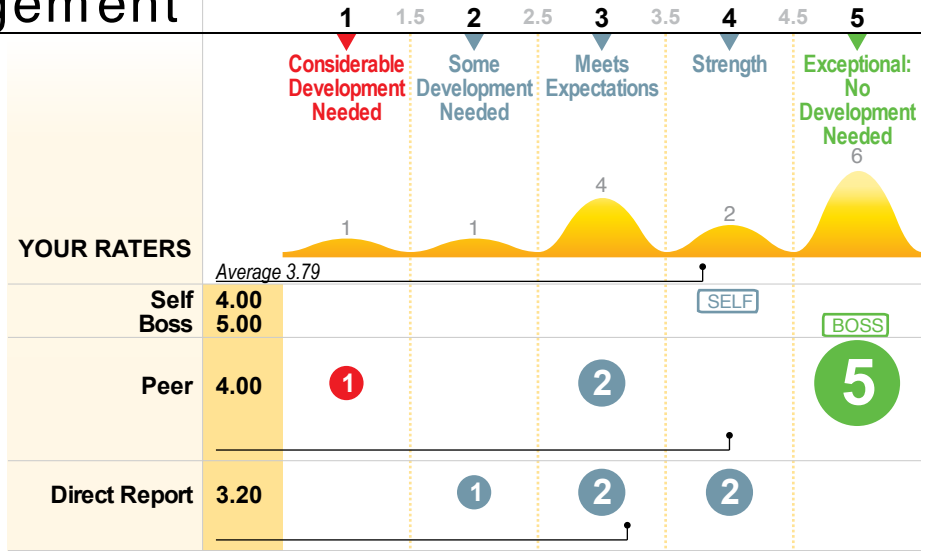 gement
1 1.5 2 2.5 3 3.5 4 4.5 5
Considerable Some Meets Strength Exceptional:
Development Development Expectations No
Needed Needed Development
Needed
6
4
2
1 1
YOUR RATERS
Average 3.79
Self 4.00 SELF
Boss 5.00 BOSS
Peer 4.00 1 2 5
Direct Report 3.20 1 2 2